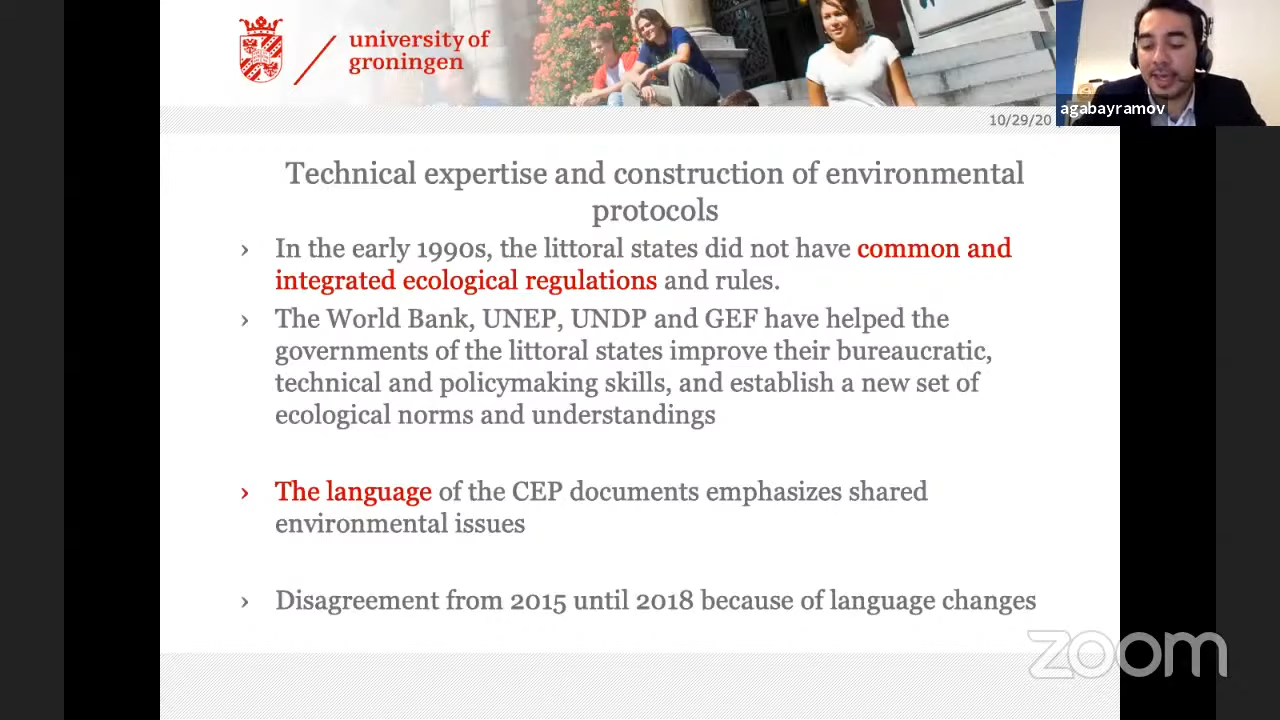 university of
groningen
agabayramov
10/29/20
Technical expertise and construction of environmental
protocols
› In the early 1990s, the littoral states did not have common and
integrated ecological regulations and rules.
› The World Bank, UNEP, UNDP and GEF have helped the
governments of the littoral states improve their bureaucratic,
technical and policymaking skills, and establish a new set of
ecological norms and understandings
› The language of the CEP documents emphasizes shared
environmental issues
› Disagreement from 2015 until 2018 because of language changes
zoom